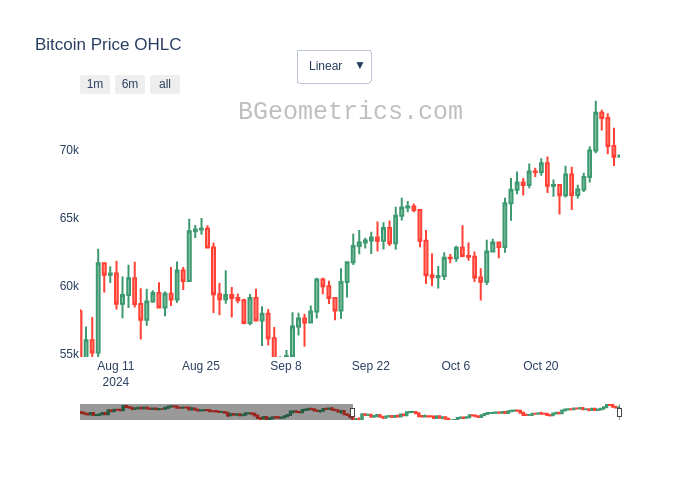 Bitcoin Price OHLC
Linear ▼
1m 6m all
BGeometrics.com
70k
65k
60k
55k
Aug 11 Aug 25 Sep 8 Sep 22 Oct 6 Oct 20
2024